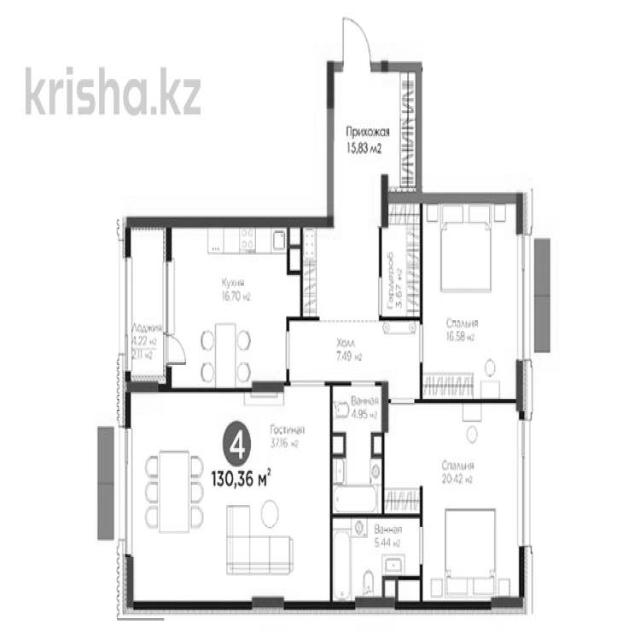 krisha.kz
Прихожая
15,83 м2
Кухня
16.70 м2
Гардероб
3.67 м2
Спальня
16.58 м2
Лоджия
4.22 м2
2.11 м2
Холл
7.49 м2
Ванная
4.95 м2
4
130,36 м²
Гостиная
37.16 м2
Спальня
20.42 м2
Ванная
5.44 м2